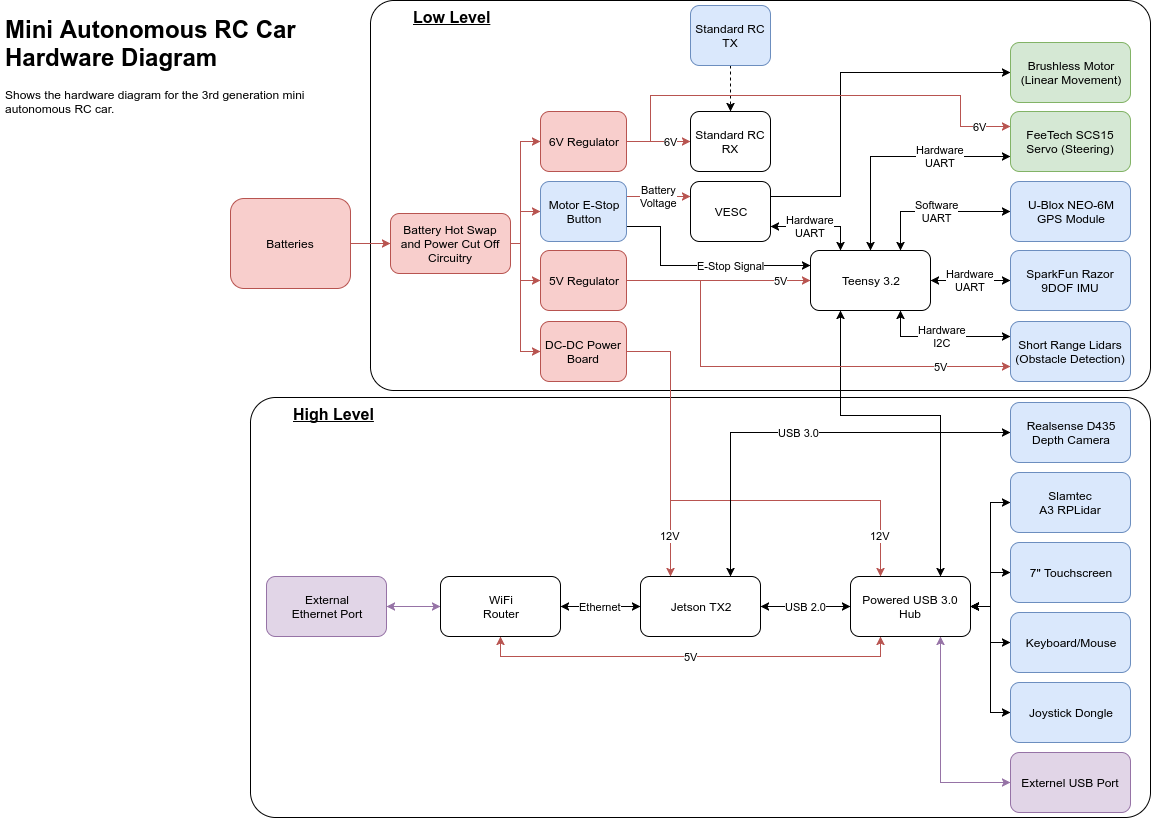 Mini Autonomous RC Car
Hardware Diagram
Shows the hardware diagram for the 3rd generation mini
autonomous RC car.
Low Level
Standard RC
TX
Brushless Motor
(Linear Movement)
6V Regulator
6V
Standard RC
RX
6V
FeeTech SCS15
Servo (Steering)
Hardware
UART
Motor E-Stop
Button
Battery
Voltage
VESC
Hardware
UART
Software
UART
U-Blox NEO-6M
GPS Module
Batteries
Battery Hot Swap
and Power Cut Off
Circuitry
E-Stop Signal
5V Regulator
5V
Teensy 3.2
Hardware
UART
SparkFun Razor
9DOF IMU
DC-DC Power
Board
Hardware
I2C
Short Range Lidars
(Obstacle Detection)
5V
High Level
USB 3.0
Realsense D435
Depth Camera
Slamtec
A3 RPLidar
12V
12V
7" Touchscreen
External
Ethernet Port
WiFi
Router
Ethernet
Jetson TX2
USB 2.0
Powered USB 3.0
Hub
5V
Keyboard/Mouse
Joystick Dongle
Externel USB Port